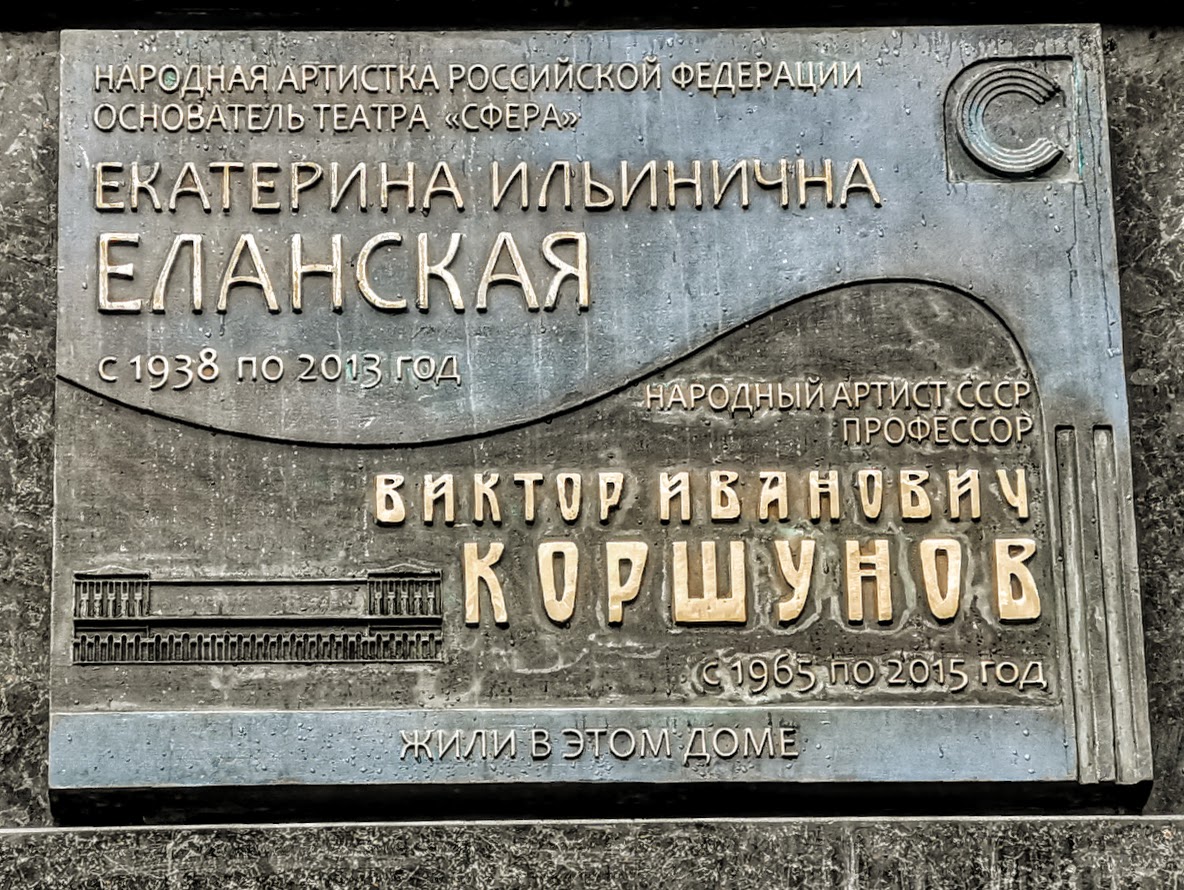 НАРОДНАЯ АРТИСТКА РОССИЙСКОЙ ФЕДЕРАЦИИ
ОСНОВАТЕЛЬ ТЕАТРА «СФЕРА»
ЕКАТЕРИНА ИЛЬИНИЧНА
ЕЛАНСКАЯ
С 1938 ПО 2013 ГОД
НАРОДНЫЙ АРТИСТ СССР
ПРОФЕССОР
ВИКТОР ИВАНОВИЧ
КОРШУНОВ
С 1965 ПО 2015 ГОД
ЖИЛИ В ЭТОМ ДОМЕ